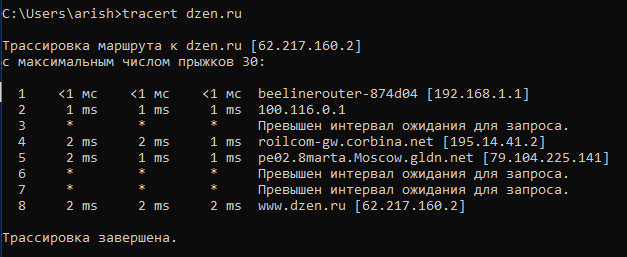 C:\Users\arish>tracert dzen.ru
Трассировка маршрута к dzen.ru [62.217.160.2]
с максимальным числом прыжков 30:
1 <1 мс <1 мс <1 мс beelinerouter-874d04 [192.168.1.1]
2 1 ms 1 ms 1 ms 100.116.0.1
3 * * * Превышен интервал ожидания для запроса.
4 2 ms 2 ms 1 ms roilcom-gw.corbina.net [195.14.41.2]
5 2 ms 1 ms 1 ms pe02.8marta.Moscow.gldn.net [79.104.225.141]
6 * * * Превышен интервал ожидания для запроса.
7 * * * Превышен интервал ожидания для запроса.
8 2 ms 2 ms 2 ms www.dzen.ru [62.217.160.2]
Трассировка завершена.